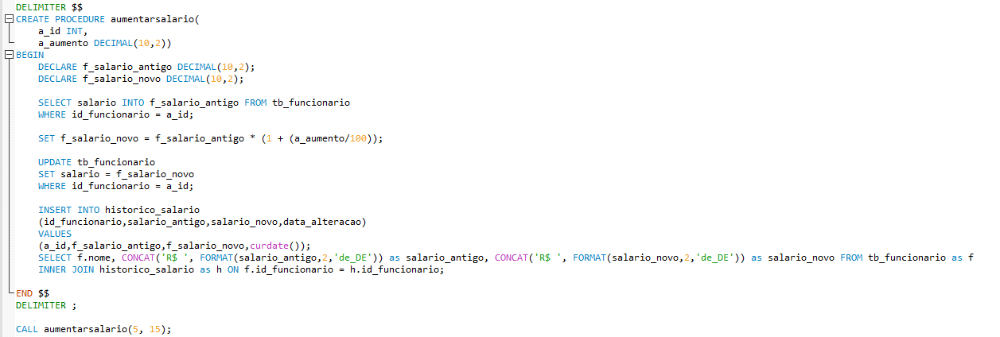 DELIMITER $$
CREATE PROCEDURE aumentarsalario(
    a_id INT,
    a_aumento DECIMAL(10,2))
BEGIN
    DECLARE f_salario_antigo DECIMAL(10,2);
    DECLARE f_salario_novo DECIMAL(10,2);

    SELECT salario INTO f_salario_antigo FROM tb_funcionario
    WHERE id_funcionario = a_id;

    SET f_salario_novo = f_salario_antigo * (1 + (a_aumento/100));

    UPDATE tb_funcionario
    SET salario = f_salario_novo
    WHERE id_funcionario = a_id;

    INSERT INTO historico_salario
    (id_funcionario,salario_antigo,salario_novo,data_alteracao)
    VALUES
    (a_id,f_salario_antigo,f_salario_novo,curdate());
    SELECT f.nome, CONCAT('R$ ', FORMAT(salario_antigo,2,'de_DE')) as salario_antigo, CONCAT('R$ ', FORMAT(salario_novo,2,'de_DE')) as salario_novo FROM tb_funcionario as f
    INNER JOIN historico_salario as h ON f.id_funcionario = h.id_funcionario;

END $$
DELIMITER ;

CALL aumentarsalario(5, 15);